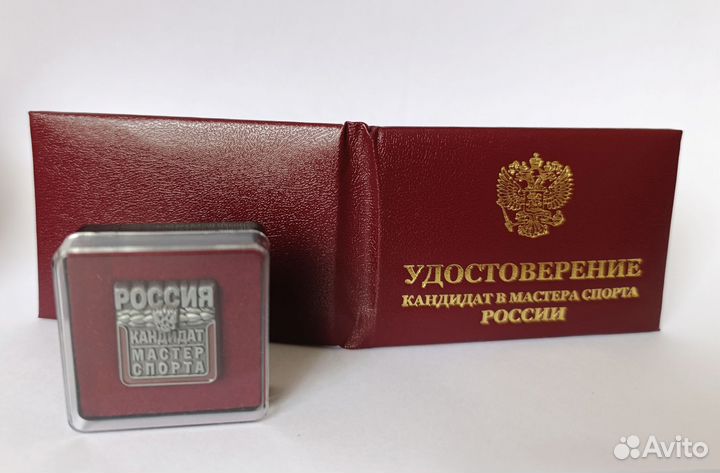 РОССИЯ
КАНДИДАТ
МАСТЕР
СПОРТА
УДОСТОВЕРЕНИЕ
КАНДИДАТ В МАСТЕРА СПОРТА
РОССИИ
Avito